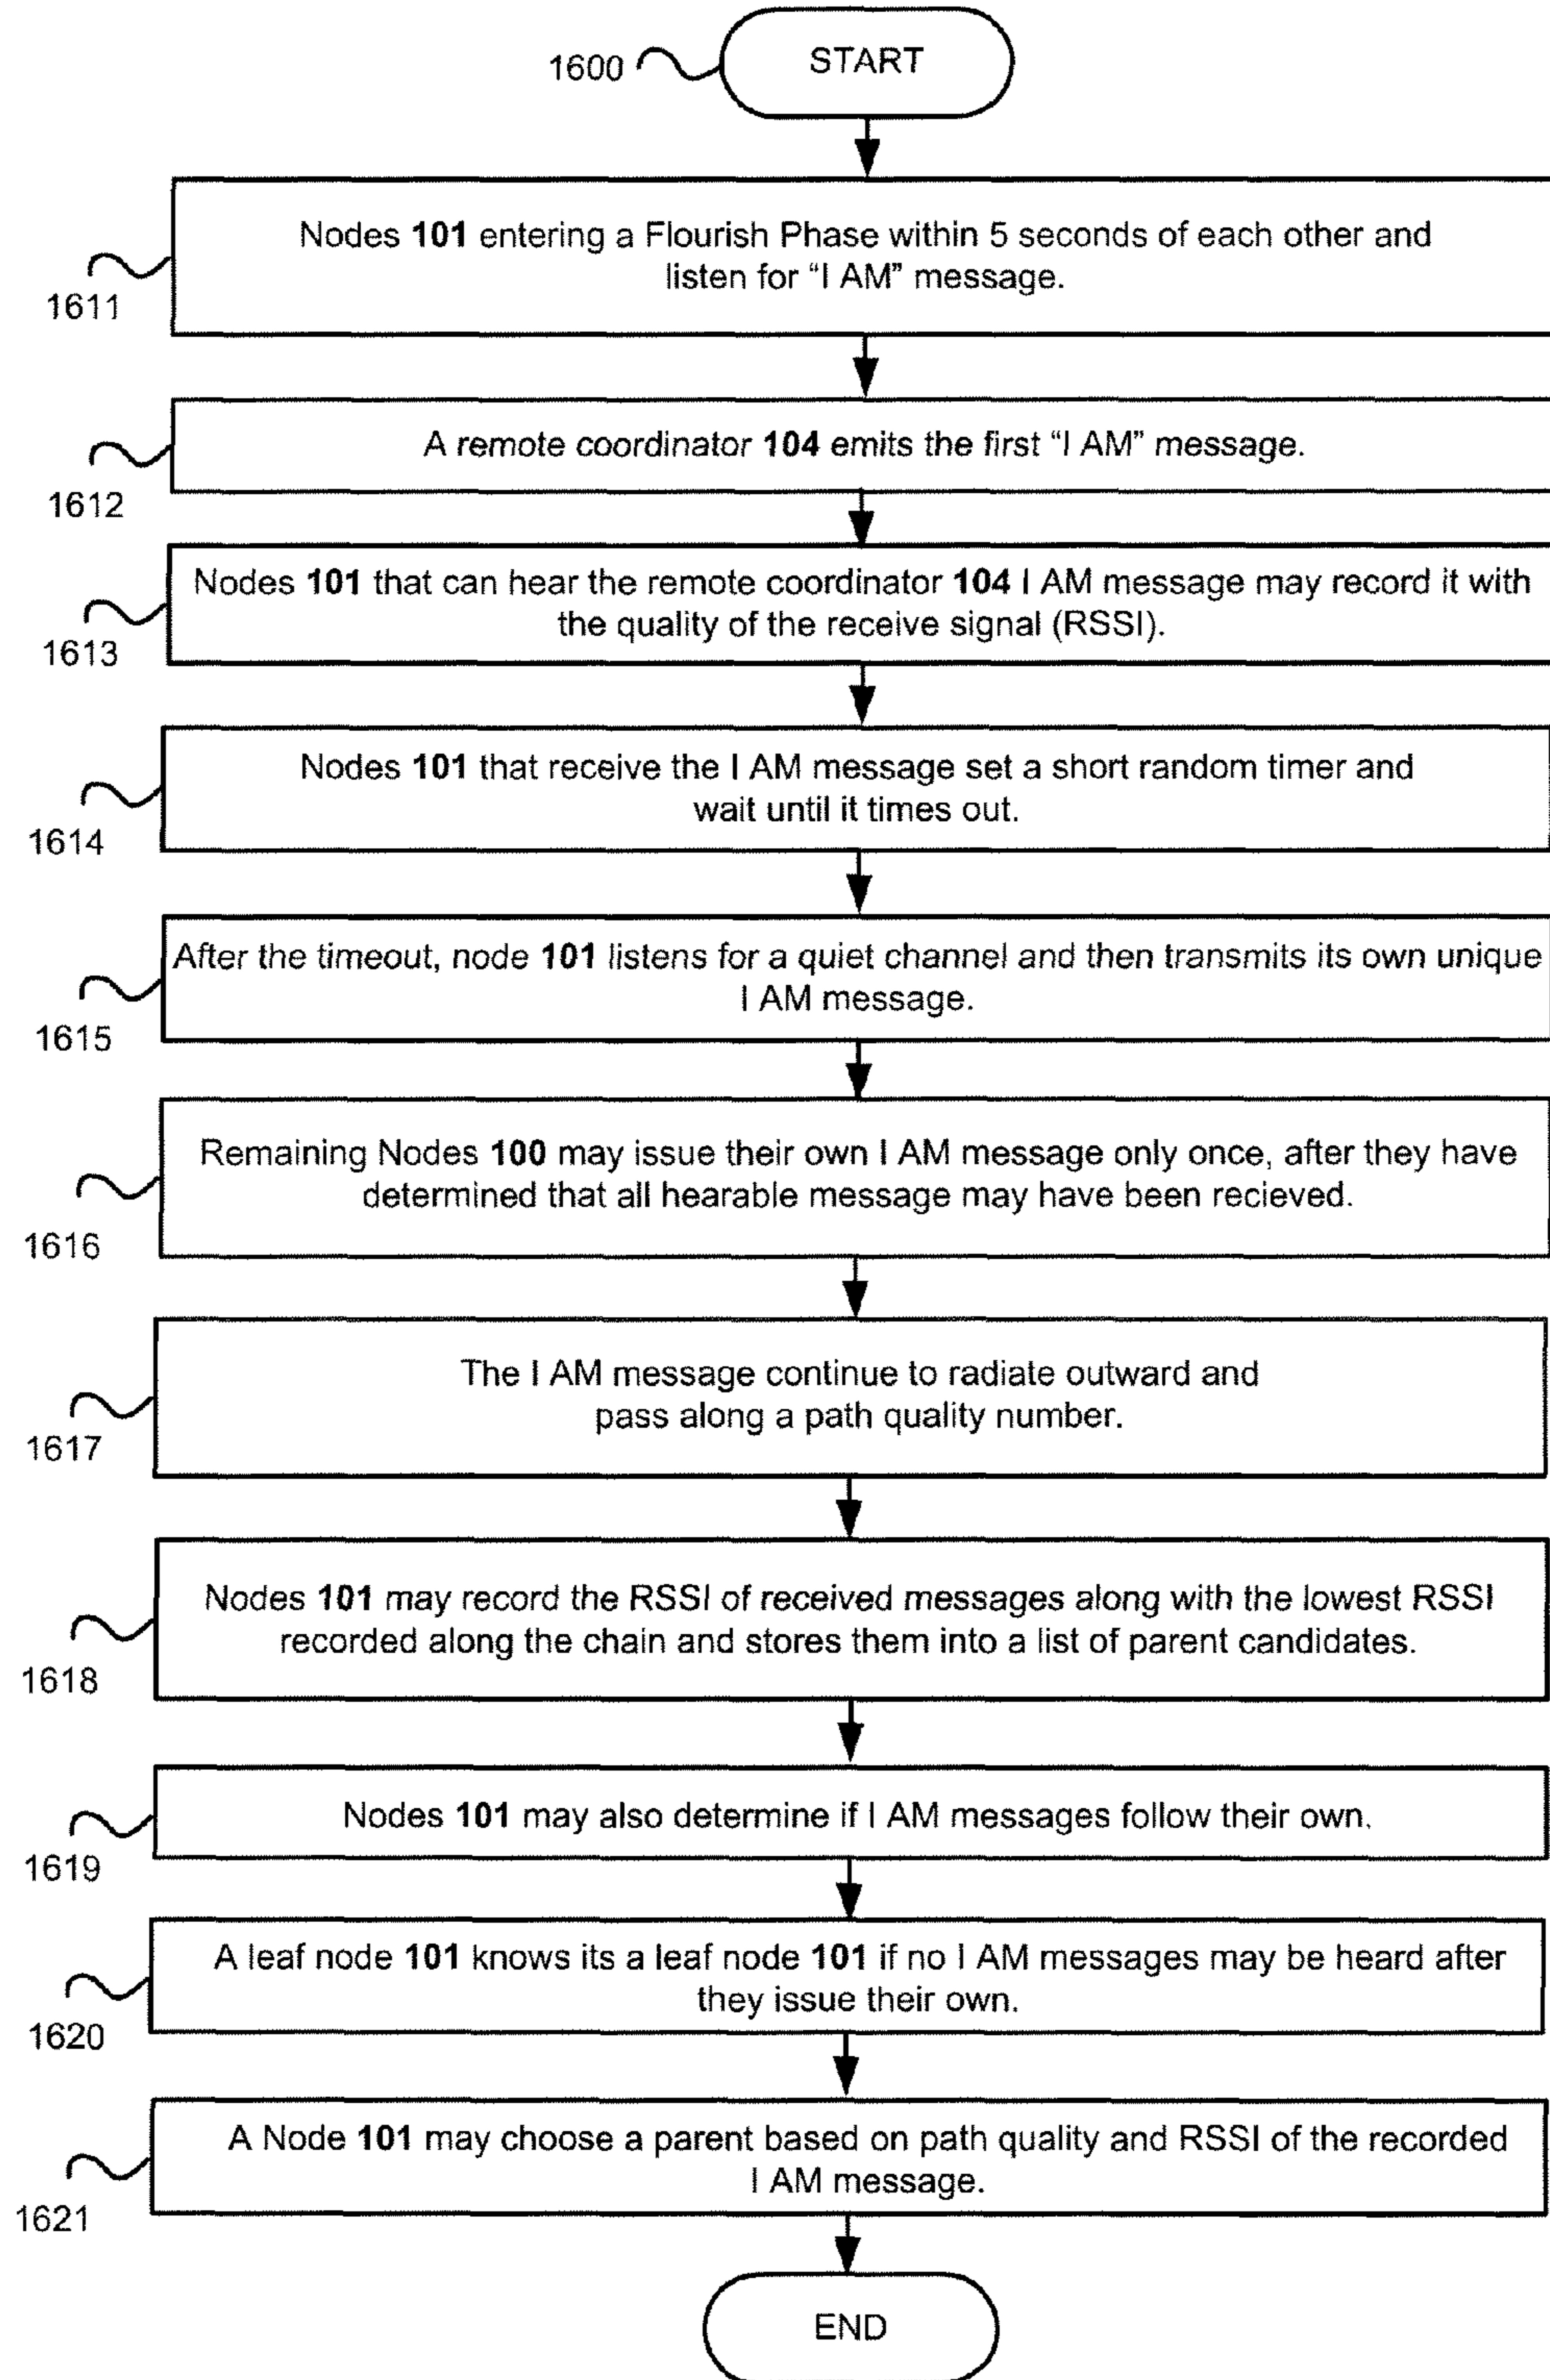 1600
START
Nodes 101 entering a Flourish Phase within 5 seconds of each other and
listen for “I AM” message.
1611
A remote coordinator 104 emits the first “I AM” message.
1612
Nodes 101 that can hear the remote coordinator 104 I AM message may record it with
the quality of the receive signal (RSSI).
1613
Nodes 101 that receive the I AM message set a short random timer and
wait until it times out.
1614
After the timeout, node 101 listens for a quiet channel and then transmits its own unique
I AM message.
1615
Remaining Nodes 100 may issue their own I AM message only once, after they have
determined that all hearable message may have been recieved.
1616
The I AM message continue to radiate outward and
pass along a path quality number.
1617
Nodes 101 may record the RSSI of received messages along with the lowest RSSI
recorded along the chain and stores them into a list of parent candidates.
1618
Nodes 101 may also determine if I AM messages follow their own.
1619
A leaf node 101 knows its a leaf node 101 if no I AM messages may be heard after
they issue their own.
1620
A Node 101 may choose a parent based on path quality and RSSI of the recorded
I AM message.
1621
END